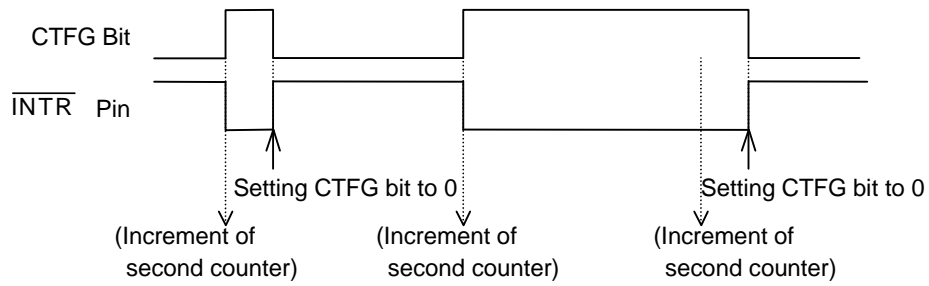 CTFG Bit
INTR Pin
Setting CTFG bit to 0
Setting CTFG bit to 0
(Increment of
second counter)
(Increment of
second counter)
(Increment of
second counter)